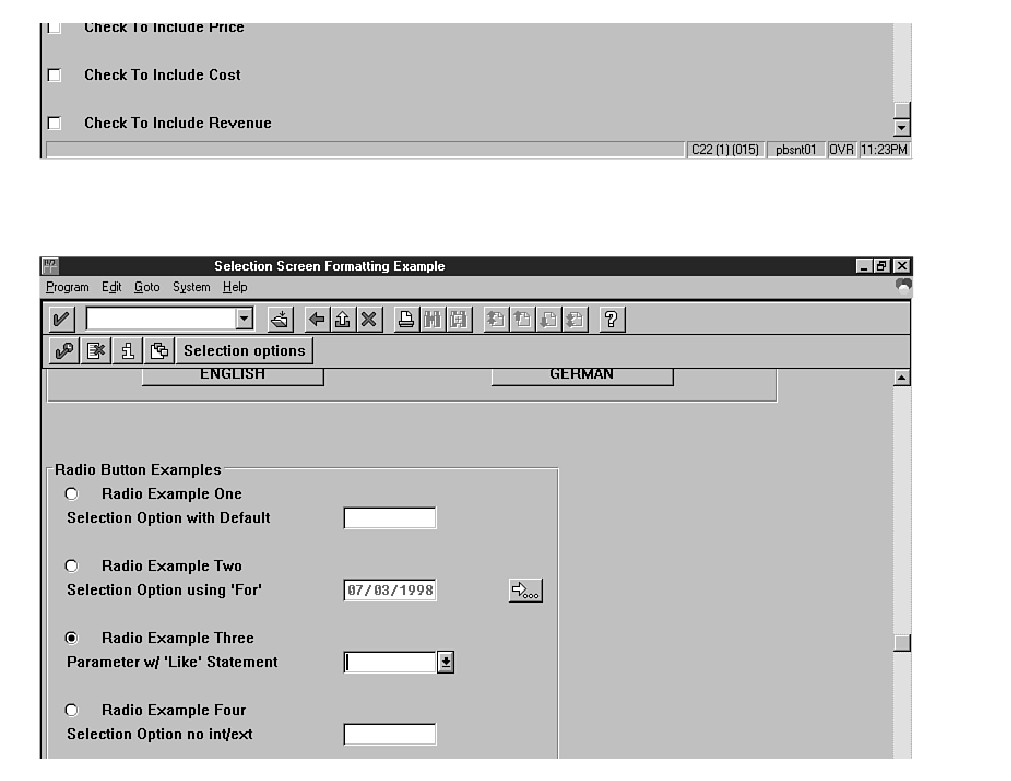 Check To Include Price
Check To Include Cost
Check To Include Revenue
C22 (1) (015) pbsnt01 OVR 11:23PM
Selection Screen Formatting Example
Program Edit Goto System Help
Selection options
ENGLISH GERMAN
Radio Button Examples
Radio Example One
Selection Option with Default
Radio Example Two
Selection Option using 'For' 07/03/1998
Radio Example Three
Parameter w/ 'Like' Statement
Radio Example Four
Selection Option no int/ext